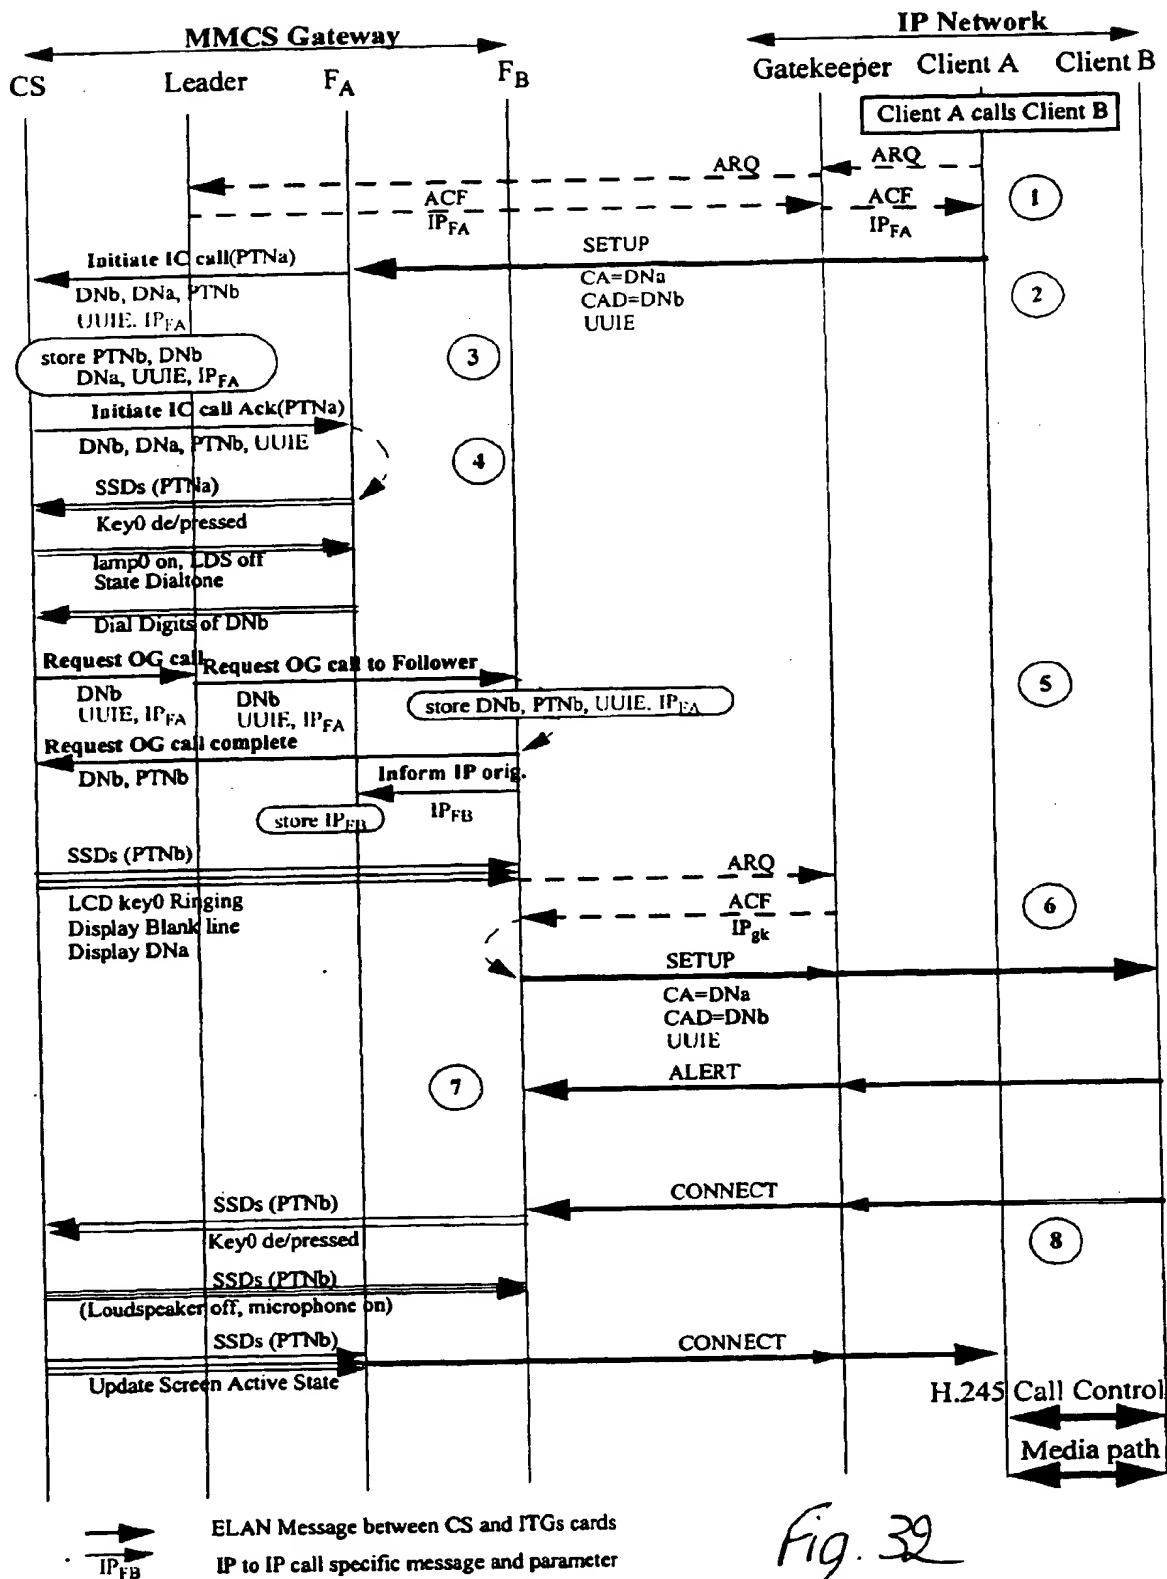 MMCS Gateway
IP Network
CS Leader FA FB Gatekeeper Client A Client B
Client A calls Client B
ARQ
ARQ
ACF
IPFA
ACF
IPFA
1
SETUP
Initiate IC call(PTNa)
CA=DNa
CAD=DNb
UUIE
DNb, DNa, PTNb
UUIE. IPFA
2
store PTNb, DNb
DNa, UUIE, IPFA
3
Initiate IC call Ack(PTNa)
DNb, DNa, PTNb, UUIE
4
SSDs (PTNa)
Key0 de/pressed
lamp0 on, LDS off
State Dialtone
Dial Digits of DNb
Request OG call
Request OG call to Follower
DNb
UUIE, IPFA
DNb
UUIE, IPFA
5
store DNb, PTNb, UUIE. IPFA
Request OG call complete
DNb, PTNb
Inform IP orig.
IPFB
store IPFB
SSDs (PTNb)
ARQ
LCD key0 Ringing
Display Blank line
Display DNa
ACF
IPgk
6
SETUP
CA=DNa
CAD=DNb
UUIE
7
ALERT
CONNECT
SSDs (PTNb)
Key0 de/pressed
8
SSDs (PTNb)
(Loudspeaker off, microphone on)
SSDs (PTNb)
CONNECT
Update Screen Active State
H.245 Call Control
Media path
ELAN Message between CS and ITGs cards
IPFB IP to IP call specific message and parameter
Fig. 32